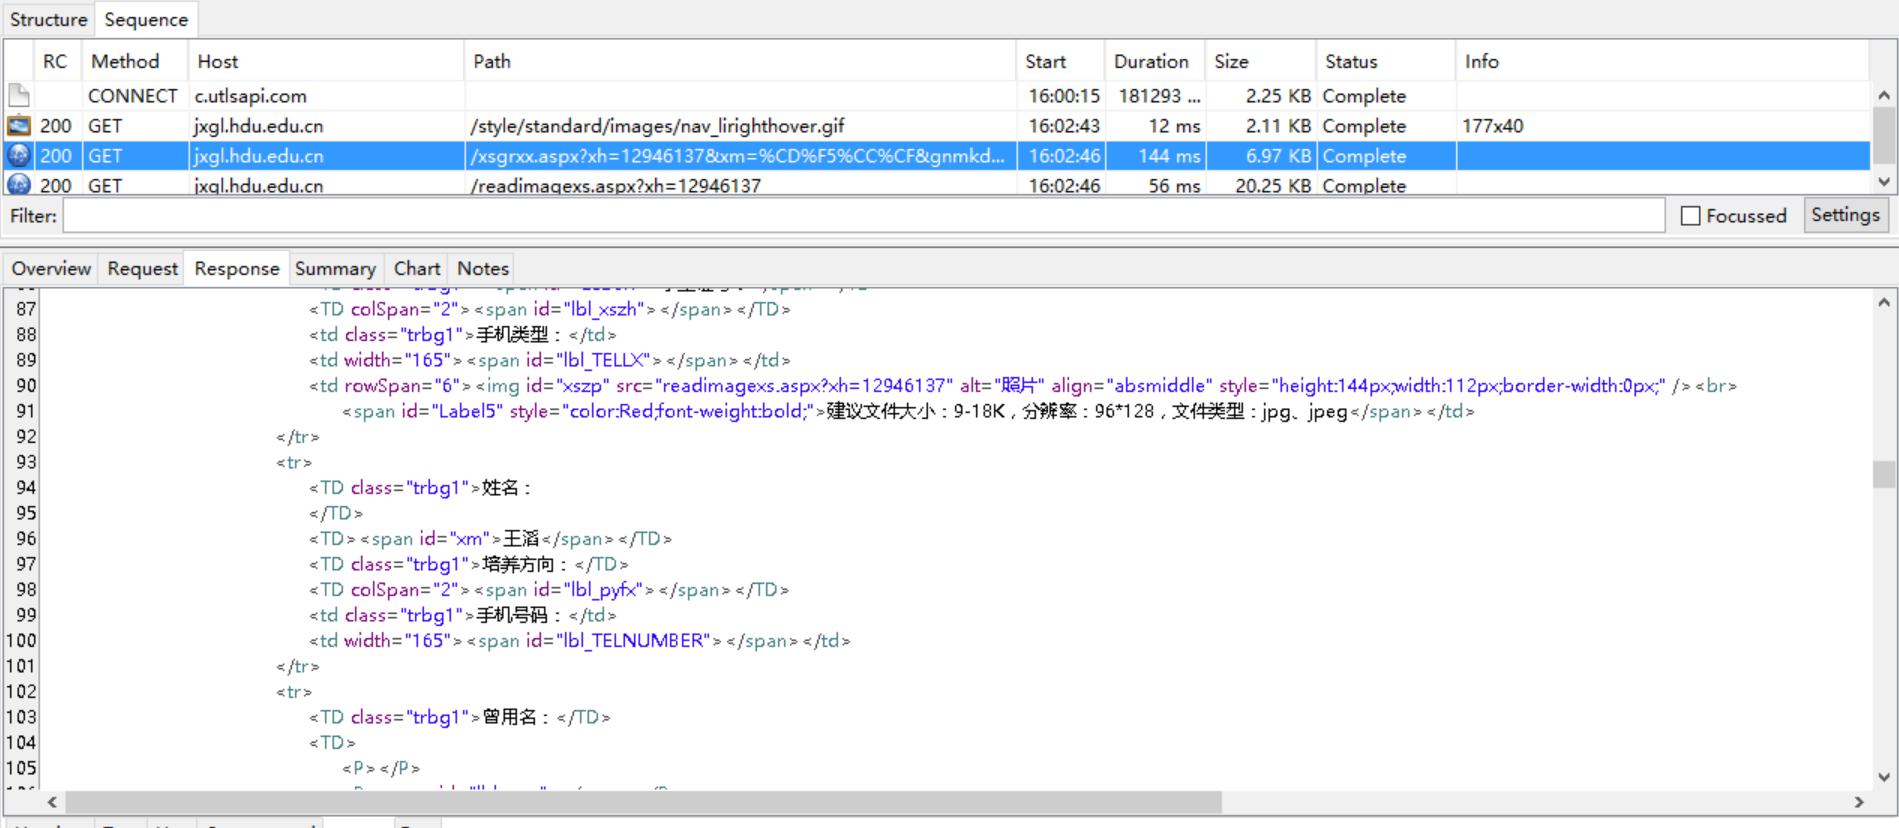 Structure Sequence
RC Method Host Path Start Duration Size Status Info
CONNECT c.utlsapi.com 16:00:15 181293 ... 2.25 KB Complete
200 GET jxgl.hdu.edu.cn /style/standard/images/nav_lirighthover.gif 16:02:43 12 ms 2.11 KB Complete 177x40
200 GET jxgl.hdu.edu.cn /xsgrxx.aspx?xh=12946137&xm=%CD%F5%CC%CF&gnmkd... 16:02:46 144 ms 6.97 KB Complete
200 GET jxgl.hdu.edu.cn /readimagexs.aspx?xh=12946137 16:02:46 56 ms 20.25 KB Complete
Filter: Focussed Settings
Overview Request Response Summary Chart Notes
87 <TD colSpan="2"><span id="lbl_xszh"></span></TD>
88 <td class="trbg1">手机类型：</td>
89 <td width="165"><span id="lbl_TELLX"></span></td>
90 <td rowSpan="6"><img id="xszp" src="readimagexs.aspx?xh=12946137" alt="照片" align="absmiddle" style="height:144px;width:112px;border-width:0px;" /><br>
91 <span id="Label5" style="color:Red;font-weight:bold;">建议文件大小：9-18K，分辨率：96*128，文件类型：jpg、jpeg</span></td>
92 </tr>
93 <tr>
94 <TD class="trbg1">姓名：
95 </TD>
96 <TD><span id="xm">王滔</span></TD>
97 <TD class="trbg1">培养方向：</TD>
98 <TD colSpan="2"><span id="lbl_pyfx"></span></TD>
99 <td class="trbg1">手机号码：</td>
100 <td width="165"><span id="lbl_TELNUMBER"></span></td>
101 </tr>
102 <tr>
103 <TD class="trbg1">曾用名：</TD>
104 <TD>
105 <P></P>